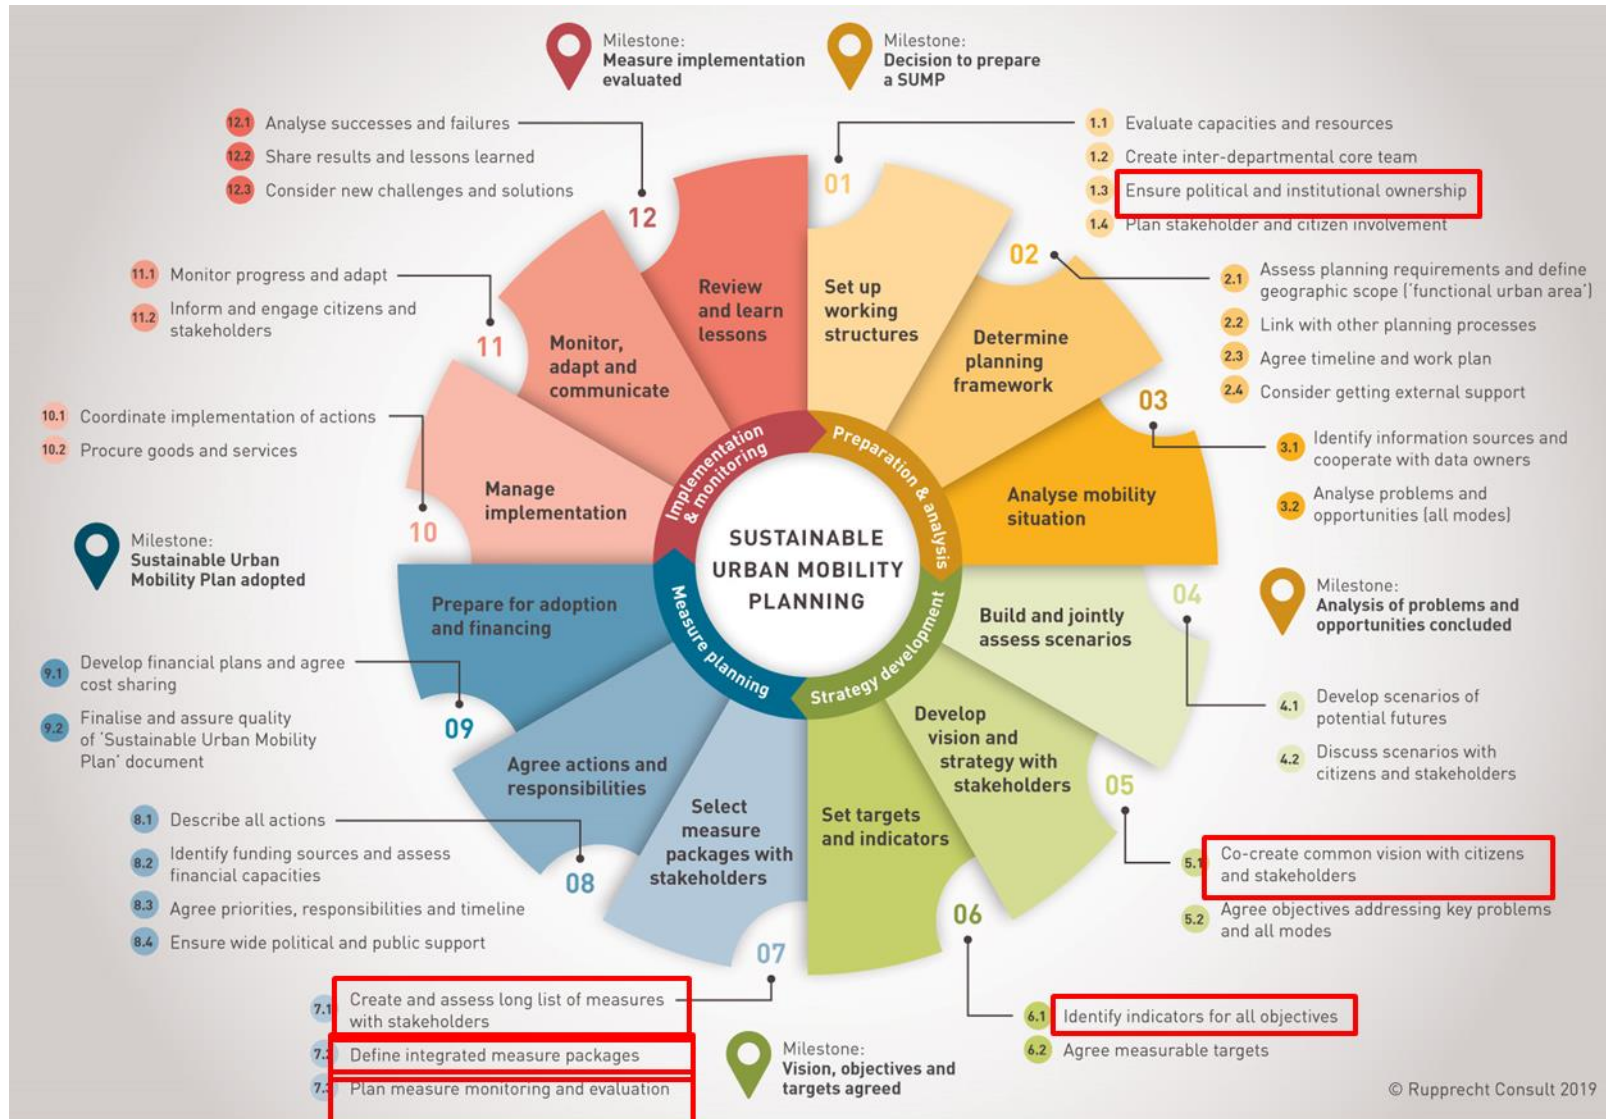 Milestone:
Measure implementation
evaluated
Milestone:
Decision to prepare
a SUMP
12.1 Analyse successes and failures
12.2 Share results and lessons learned
12.3 Consider new challenges and solutions
1.1 Evaluate capacities and resources
1.2 Create inter-departmental core team
1.3 Ensure political and institutional ownership
1.4 Plan stakeholder and citizen involvement
01
12
02
11.1 Monitor progress and adapt
11.2 Inform and engage citizens and
stakeholders
11
2.1 Assess planning requirements and define
geographic scope ('functional urban area')
2.2 Link with other planning processes
2.3 Agree timeline and work plan
2.4 Consider getting external support
Review
and learn
lessons
Set up
working
structures
Monitor,
adapt and
communicate
Determine
planning
framework
10.1 Coordinate implementation of actions
10.2 Procure goods and services
03
3.1 Identify information sources and
cooperate with data owners
3.2 Analyse problems and
opportunities (all modes)
Manage
implementation
Analyse mobility
situation
10
Implementation
& monitoring
Preparation & analysis
Strategy development
Measure planning
SUSTAINABLE
URBAN MOBILITY
PLANNING
Milestone:
Sustainable Urban
Mobility Plan adopted
Milestone:
Analysis of problems and
opportunities concluded
Prepare for adoption
and financing
Build and jointly
assess scenarios
04
9.1 Develop financial plans and agree
cost sharing
9.2 Finalise and assure quality
of 'Sustainable Urban Mobility
Plan' document
09
4.1 Develop scenarios of
potential futures
4.2 Discuss scenarios with
citizens and stakeholders
Agree actions and
responsibilities
Develop
vision and
strategy with
stakeholders
05
Select
measure
packages with
stakeholders
Set targets
and indicators
8.1 Describe all actions
8.2 Identify funding sources and assess
financial capacities
8.3 Agree priorities, responsibilities and timeline
8.4 Ensure wide political and public support
08
5.1 Co-create common vision with citizens
and stakeholders
5.2 Agree objectives addressing key problems
and all modes
06
07
7.1 Create and assess long list of measures
with stakeholders
7.2 Define integrated measure packages
7.3 Plan measure monitoring and evaluation
6.1 Identify indicators for all objectives
6.2 Agree measurable targets
Milestone:
Vision, objectives and
targets agreed
© Rupprecht Consult 2019